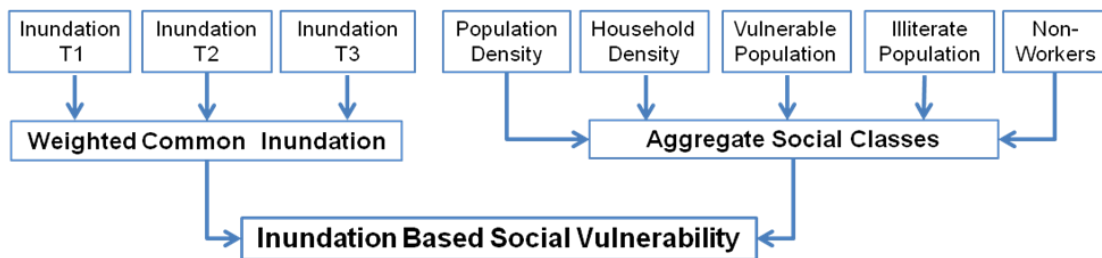 Inundation
T1
Inundation
T2
Inundation
T3
Population
Density
Household
Density
Vulnerable
Population
Illiterate
Population
Non-
Workers
Weighted Common Inundation
Aggregate Social Classes
Inundation Based Social Vulnerability